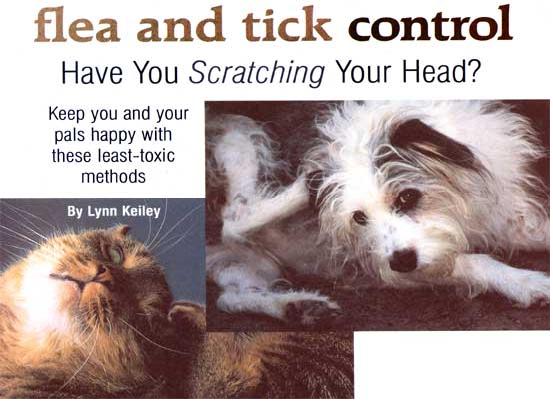 flea and tick control
Have You Scratching Your Head?
Keep you and your
pals happy with
these least-toxic
methods
By Lynn Keiley